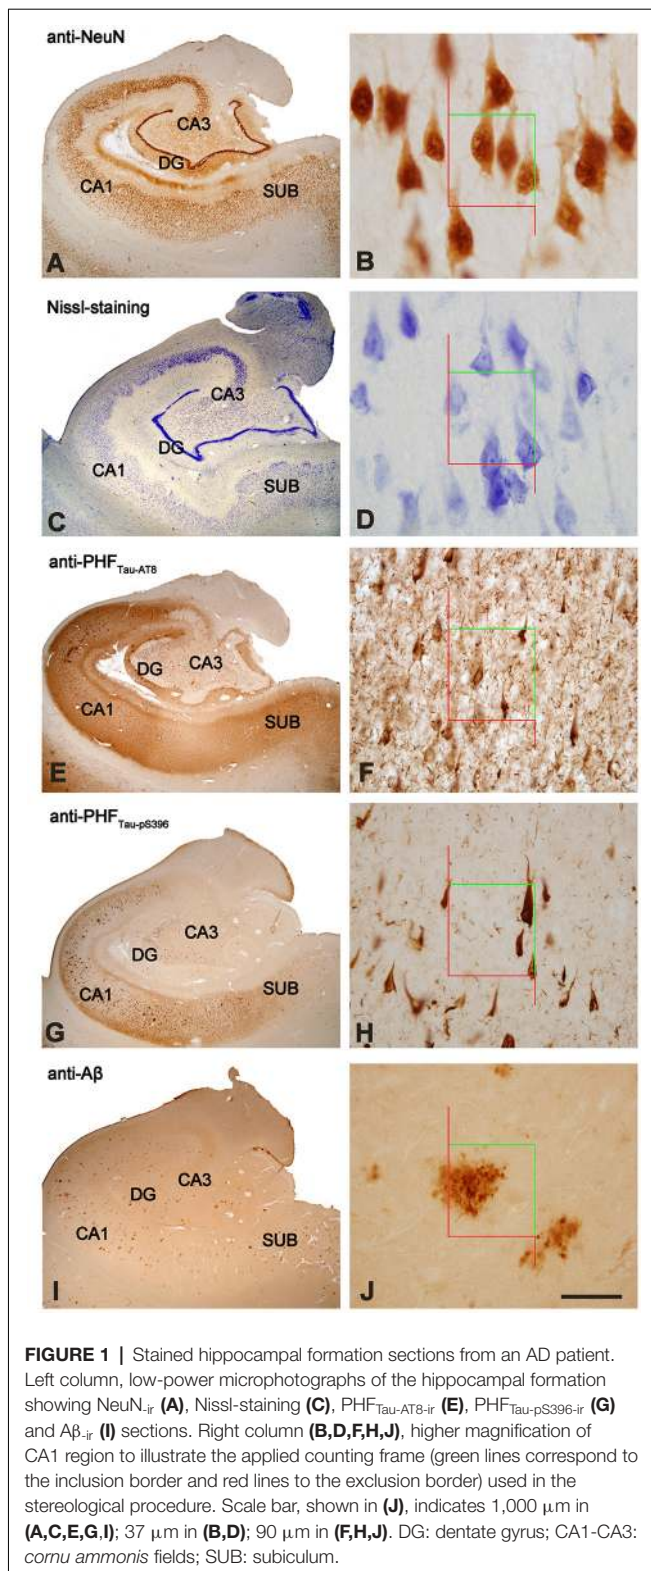 anti-NeuN
CA3
DG
CA1
SUB
A
B
Nissl-staining
CA3
DG
CA1
SUB
C
D
anti-PHF Tau-AT8
DG
CA3
CA1
SUB
E
F
anti-PHF Tau-pS396
CA3
DG
CA1
SUB
G
H
anti-Aβ
CA3
DG
CA1
SUB
I
J
FIGURE 1 | Stained hippocampal formation sections from an AD patient.
Left column, low-power microphotographs of the hippocampal formation
showing NeuN-ir (A), Nissl-staining (C), PHFTau-AT8-ir (E), PHFTau-pS396-ir (G)
and Aβ-ir (I) sections. Right column (B,D,F,H,J), higher magnification of
CA1 region to illustrate the applied counting frame (green lines correspond to
the inclusion border and red lines to the exclusion border) used in the
stereological procedure. Scale bar, shown in (J), indicates 1,000 μm in
(A,C,E,G,I); 37 μm in (B,D); 90 μm in (F,H,J). DG: dentate gyrus; CA1-CA3:
cornu ammonis fields; SUB: subiculum.